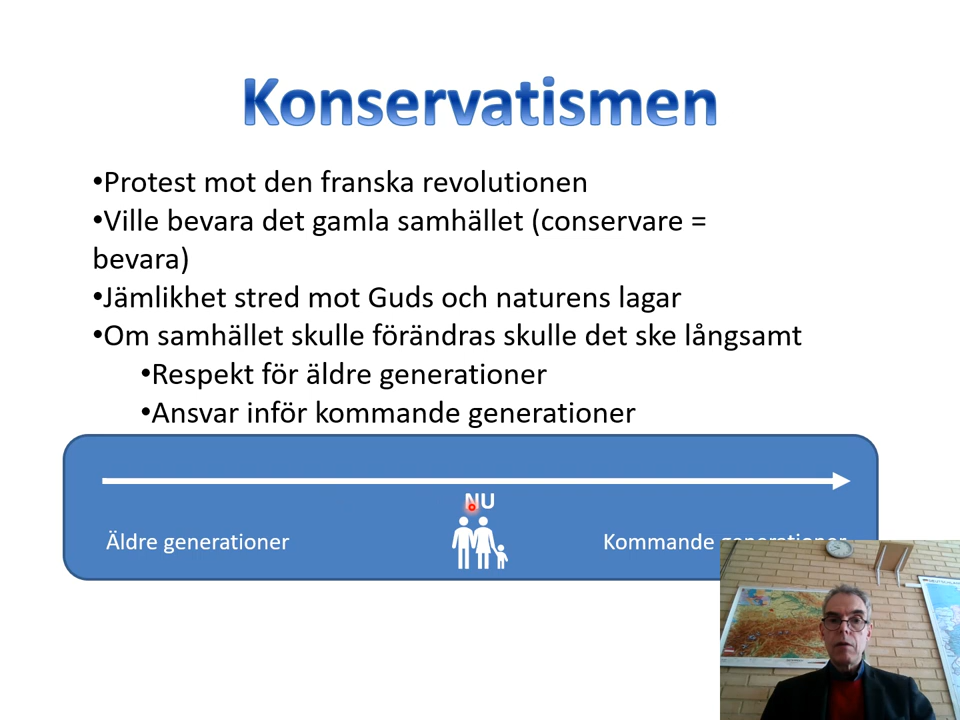 Konservatismen
•Protest mot den franska revolutionen
•Ville bevara det gamla samhället (conservare =
bevara)
•Jämlikhet stred mot Guds och naturens lagar
•Om samhället skulle förändras skulle det ske långsamt
•Respekt för äldre generationer
•Ansvar inför kommande generationer
NU
Äldre generationer
Kommande generationer